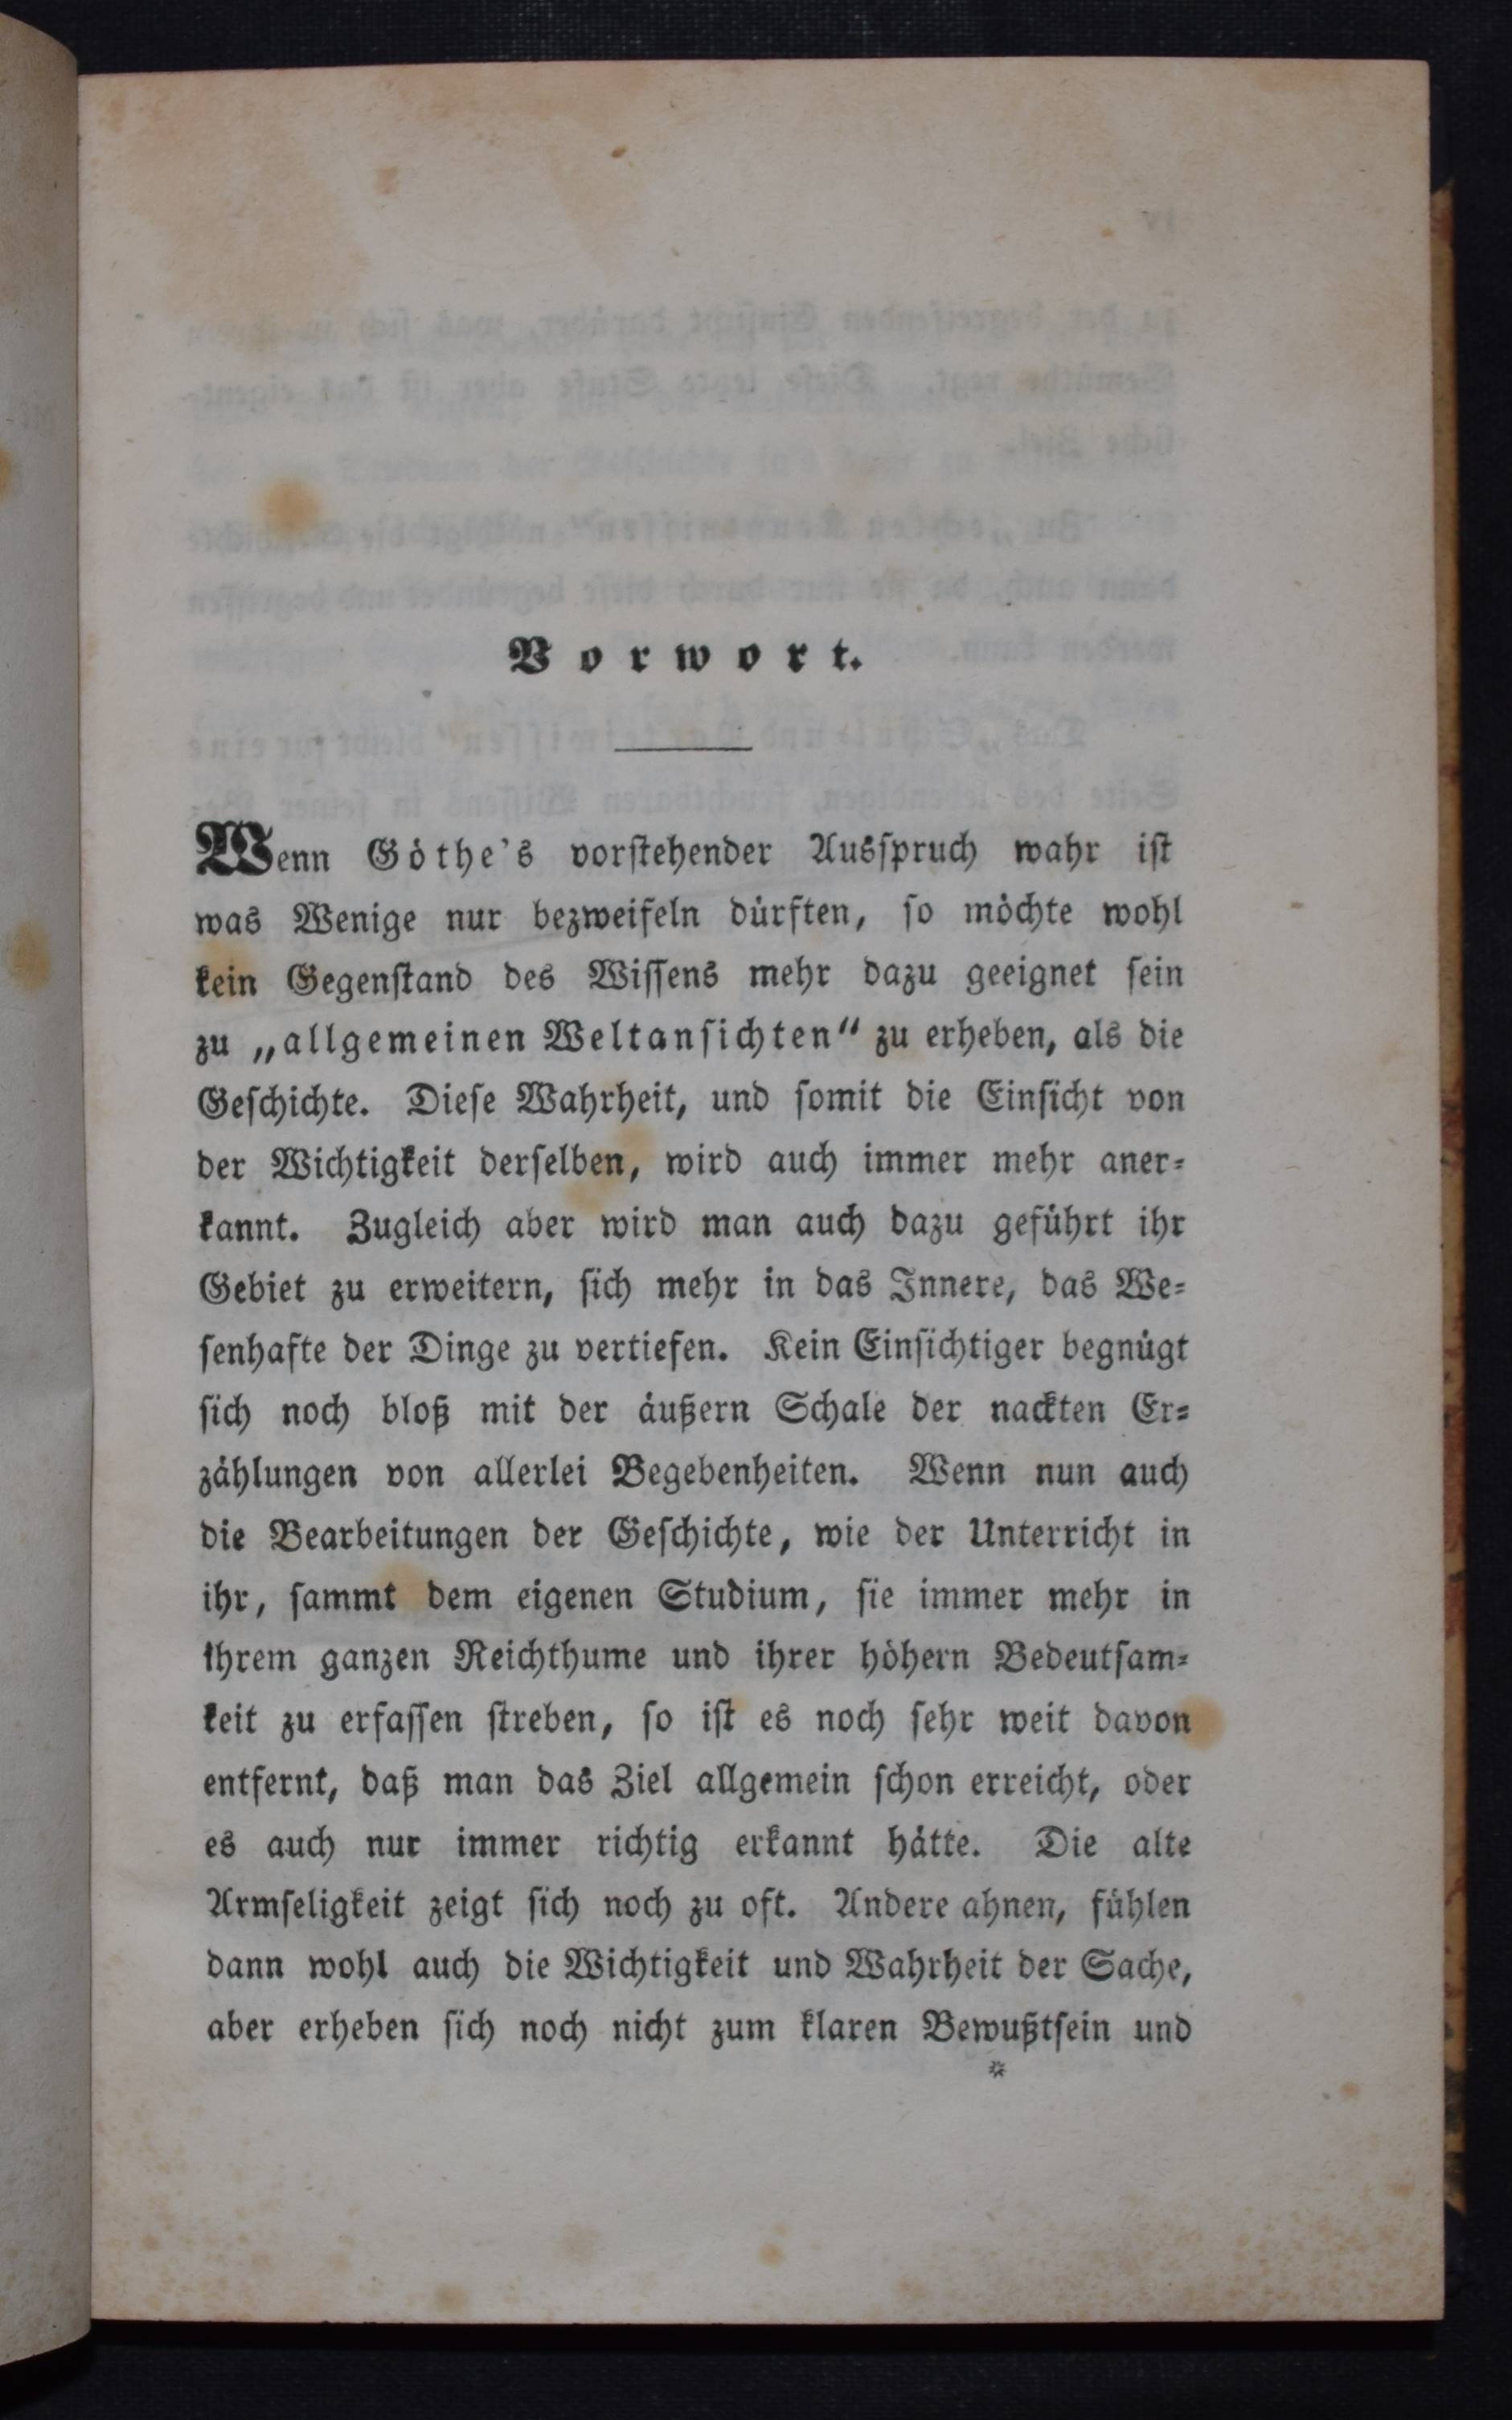 Vorwort.
Wenn Göthe's vorstehender Ausspruch wahr ist
was Wenige nur bezweifeln dürften, so möchte wohl
kein Gegenstand des Wissens mehr dazu geeignet sein
zu „allgemeinen Weltansichten“ zu erheben, als die
Geschichte. Diese Wahrheit, und somit die Einsicht von
der Wichtigkeit derselben, wird auch immer mehr aner-
kannt. Zugleich aber wird man auch dazu geführt ihr
Gebiet zu erweitern, sich mehr in das Innere, das We-
senhafte der Dinge zu vertiefen. Kein Einsichtiger begnügt
sich noch bloß mit der äußern Schale der nackten Er-
zählungen von allerlei Begebenheiten. Wenn nun auch
die Bearbeitungen der Geschichte, wie der Unterricht in
ihr, sammt dem eigenen Studium, sie immer mehr in
ihrem ganzen Reichthume und ihrer höhern Bedeutsam-
keit zu erfassen streben, so ist es noch sehr weit davon
entfernt, daß man das Ziel allgemein schon erreicht, oder
es auch nur immer richtig erkannt hätte. Die alte
Armseligkeit zeigt sich noch zu oft. Andere ahnen, fühlen
dann wohl auch die Wichtigkeit und Wahrheit der Sache,
aber erheben sich noch nicht zum klaren Bewußtsein und
*